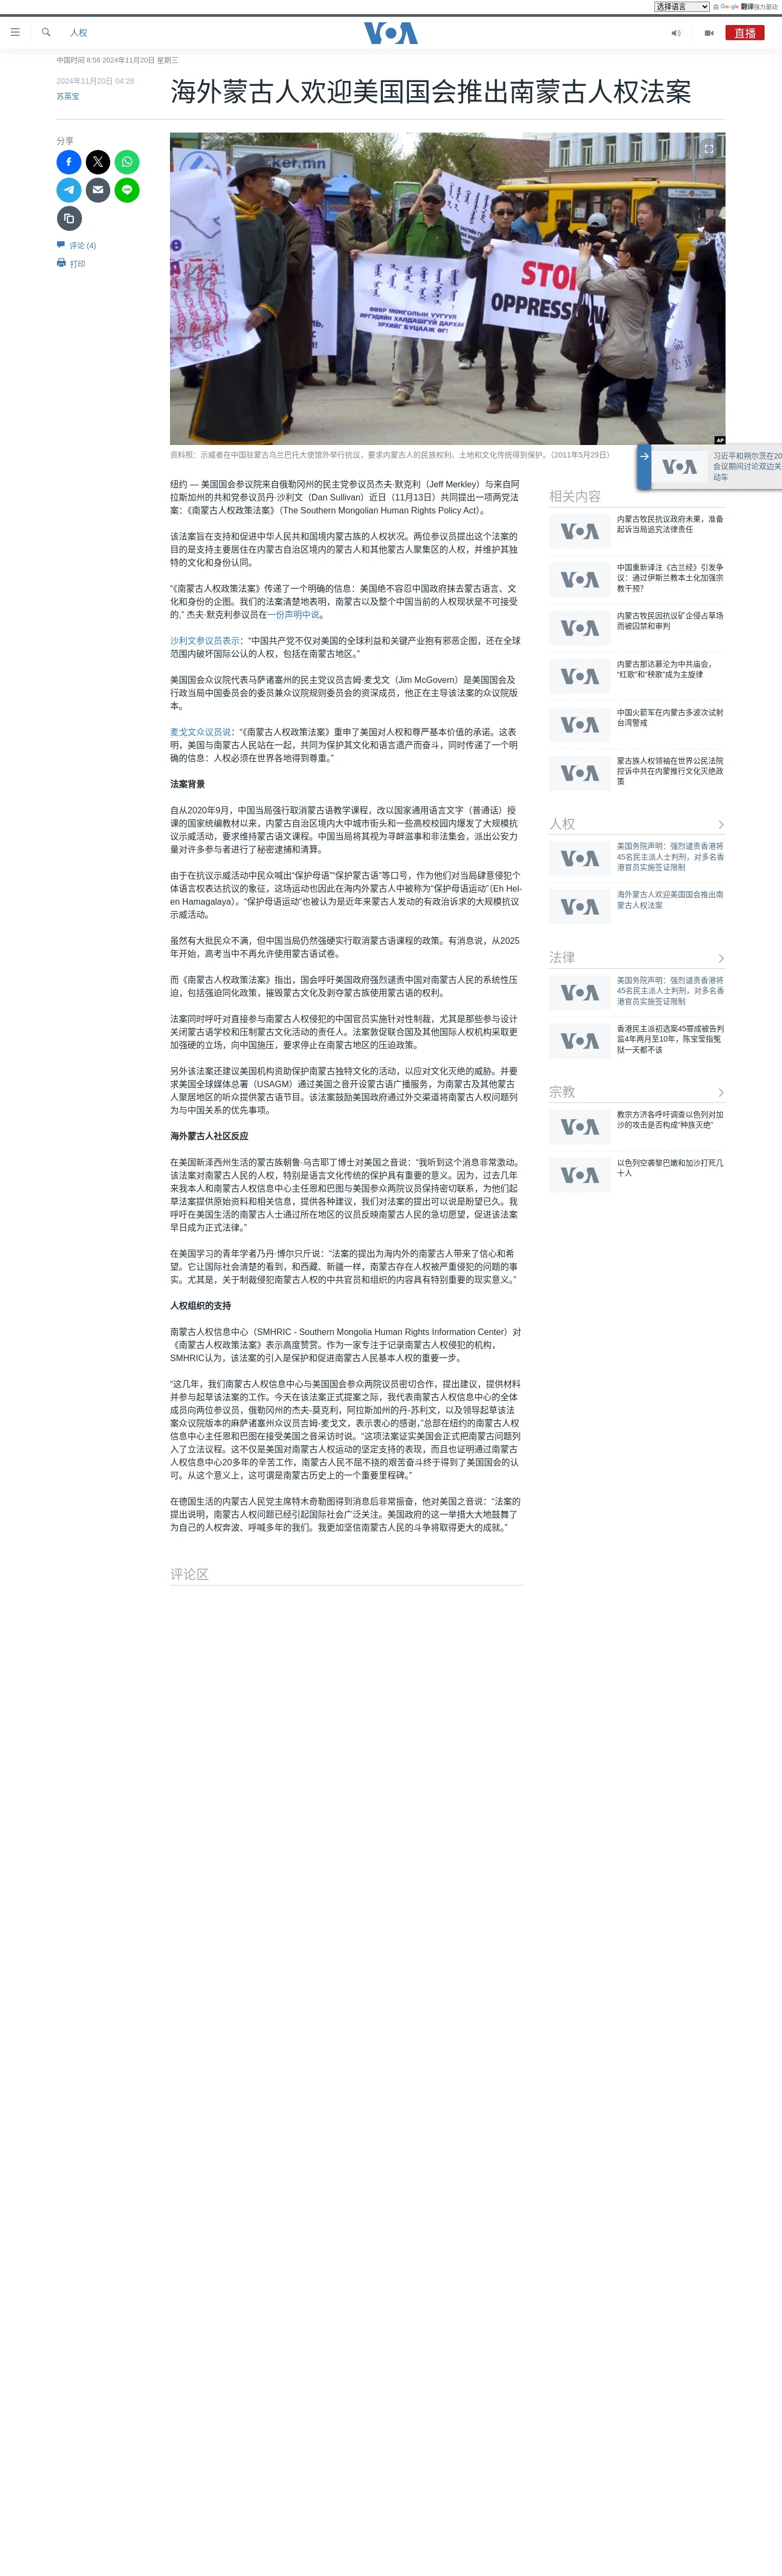 选择语言 由 Google 翻译强力驱动
人权 VOA 直播
中国时间 8:56 2024年11月20日 星期三
2024年11月20日 04:28
苏英宝
海外蒙古人欢迎美国国会推出南蒙古人权法案
分享
评论 (4)
打印
ket.mn
ӨВӨР МОНГОЛЫН УУГУУЛ
ИРГЭДИЙН ХАЛДАШГҮЙ ДАРХАН
ЭРХИЙГ БУЦААЖ ӨГ!
STOP
OPPRESSION
AP
资料照：示威者在中国驻蒙古乌兰巴托大使馆外举行抗议，要求内蒙古人的民族权利、土地和文化传统得到保护。（2011年5月29日）
习近平和朔尔茨在20
会议期间讨论双边关
动车
纽约 — 美国国会参议院来自俄勒冈州的民主党参议员杰夫·默克利（Jeff Merkley）与来自阿
拉斯加州的共和党参议员丹·沙利文（Dan Sullivan）近日（11月13日）共同提出一项两党法
案:《南蒙古人权政策法案》（The Southern Mongolian Human Rights Policy Act）。
该法案旨在支持和促进中华人民共和国境内蒙古族的人权状况。两位参议员提出这个法案的
目的是支持主要居住在内蒙古自治区境内的蒙古人和其他蒙古人聚集区的人权，并维护其独
特的文化和身份认同。
“《南蒙古人权政策法案》传递了一个明确的信息：美国绝不容忍中国政府抹去蒙古语言、文
化和身份的企图。我们的法案清楚地表明，南蒙古以及整个中国当前的人权现状是不可接受
的,” 杰夫·默克利参议员在一份声明中说。
沙利文参议员表示：“中国共产党不仅对美国的全球利益和关键产业抱有邪恶企图，还在全球
范围内破坏国际公认的人权，包括在南蒙古地区。”
美国国会众议院代表马萨诸塞州的民主党议员吉姆·麦戈文（Jim McGovern）是美国国会及
行政当局中国委员会的委员兼众议院规则委员会的资深成员，他正在主导该法案的众议院版
本。
麦戈文众议员说：“《南蒙古人权政策法案》重申了美国对人权和尊严基本价值的承诺。这表
明，美国与南蒙古人民站在一起，共同为保护其文化和语言遗产而奋斗，同时传递了一个明
确的信息：人权必须在世界各地得到尊重。”
法案背景
自从2020年9月，中国当局强行取消蒙古语教学课程，改以国家通用语言文字（普通话）授
课的国家统编教材以来，内蒙古自治区境内大中城市街头和一些高校校园内爆发了大规模抗
议示威活动，要求维持蒙古语文课程。中国当局将其视为寻衅滋事和非法集会，派出公安力
量对许多参与者进行了秘密逮捕和清算。
由于在抗议示威活动中民众喊出“保护母语”“保护蒙古语”等口号，作为他们对当局肆意侵犯个
体语言权表达抗议的象征，这场运动也因此在海内外蒙古人中被称为“保护母语运动”（Eh Hel-
en Hamagalaya）。“保护母语运动”也被认为是近年来蒙古人发动的有政治诉求的大规模抗议
示威活动。
虽然有大批民众不满，但中国当局仍然强硬实行取消蒙古语课程的政策。有消息说，从2025
年开始，高考当中不再允许使用蒙古语试卷。
而《南蒙古人权政策法案》指出，国会呼吁美国政府强烈谴责中国对南蒙古人民的系统性压
迫，包括强迫同化政策，摧毁蒙古文化及剥夺蒙古族使用蒙古语的权利。
法案同时呼吁对直接参与南蒙古人权侵犯的中国官员实施针对性制裁，尤其是那些参与设计
关闭蒙古语学校和压制蒙古文化活动的责任人。法案敦促联合国及其他国际人权机构采取更
加强硬的立场，向中国施压，要求停止在南蒙古地区的压迫政策。
另外该法案还建议美国机构资助保护南蒙古独特文化的活动，以应对文化灭绝的威胁。并要
求美国全球媒体总署（USAGM）通过美国之音开设蒙古语广播服务，为南蒙古及其他蒙古
人聚居地区的听众提供蒙古语节目。该法案鼓励美国政府通过外交渠道将南蒙古人权问题列
为与中国关系的优先事项。
海外蒙古人社区反应
在美国新泽西州生活的蒙古族朝鲁·乌吉耶丁博士对美国之音说：“我听到这个消息非常激动。
该法案对南蒙古人民的人权，特别是语言文化传统的保护具有重要的意义。因为，过去几年
来我本人和南蒙古人权信息中心主任恩和巴图与美国参众两院议员保持密切联系，为他们起
草法案提供原始资料和相关信息，提供各种建议，我们对法案的提出可以说是盼望已久。我
呼吁在美国生活的南蒙古人士通过所在地区的议员反映南蒙古人民的急切愿望，促进该法案
早日成为正式法律。”
在美国学习的青年学者乃丹·博尔只斤说：“法案的提出为海内外的南蒙古人带来了信心和希
望。它让国际社会清楚的看到，和西藏、新疆一样，南蒙古存在人权被严重侵犯的问题的事
实。尤其是，关于制裁侵犯南蒙古人权的中共官员和组织的内容具有特别重要的现实意义。”
人权组织的支持
南蒙古人权信息中心（SMHRIC - Southern Mongolia Human Rights Information Center）对
《南蒙古人权政策法案》表示高度赞赏。作为一家专注于记录南蒙古人权侵犯的机构，
SMHRIC认为，该法案的引入是保护和促进南蒙古人民基本人权的重要一步。
“这几年，我们南蒙古人权信息中心与美国国会参众两院议员密切合作，提出建议，提供材料
并参与起草该法案的工作。今天在该法案正式提案之际，我代表南蒙古人权信息中心的全体
成员向两位参议员，俄勒冈州的杰夫-莫克利，阿拉斯加州的丹-苏利文，以及领导起草该法
案众议院版本的麻萨诸塞州众议员吉姆-麦戈文，表示衷心的感谢，”总部在纽约的南蒙古人权
信息中心主任恩和巴图在接受美国之音采访时说。“这项法案证实美国会正式把南蒙古问题列
入了立法议程。这不仅是美国对南蒙古人权运动的坚定支持的表现，而且也证明通过南蒙古
人权信息中心20多年的辛苦工作，南蒙古人民不屈不挠的艰苦奋斗终于得到了美国国会的认
可。从这个意义上，这可谓是南蒙古历史上的一个重要里程碑。”
在德国生活的内蒙古人民党主席特木奇勒图得到消息后非常振奋，他对美国之音说：“法案的
提出说明，南蒙古人权问题已经引起国际社会广泛关注。美国政府的这一举措大大地鼓舞了
为自己的人权奔波、呼喊多年的我们。我更加坚信南蒙古人民的斗争将取得更大的成就。”
评论区
相关内容
内蒙古牧民抗议政府未果，准备
起诉当局追究法律责任
中国重新译注《古兰经》引发争
议：通过伊斯兰教本土化加强宗
教干预？
内蒙古牧民因抗议矿企侵占草场
而被囚禁和审判
内蒙古那达慕沦为中共庙会，
“红歌”和“秧歌”成为主旋律
中国火箭军在内蒙古多波次试射
台湾警戒
蒙古族人权领袖在世界公民法院
控诉中共在内蒙推行文化灭绝政
策
人权
美国务院声明：强烈谴责香港将
45名民主派人士判刑，对多名香
港官员实施签证限制
海外蒙古人欢迎美国国会推出南
蒙古人权法案
法律
美国务院声明：强烈谴责香港将
45名民主派人士判刑，对多名香
港官员实施签证限制
香港民主派初选案45罪成被告判
监4年两月至10年，陈宝莹指冤
狱一天都不该
宗教
教宗方济各呼吁调查以色列对加
沙的攻击是否构成“种族灭绝”
以色列空袭黎巴嫩和加沙打死几
十人